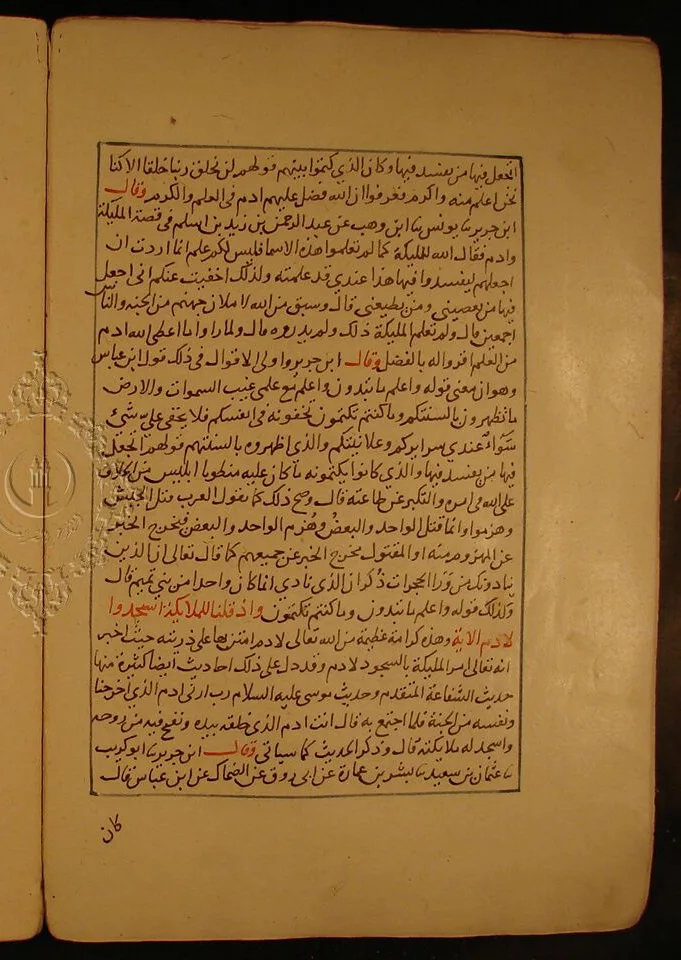 اتجعل فيها من يفسد فيها وكان الذي كتموا بينهم قولهم لن يخلق ربنا خلقا الا كنا
نحن اعلم منه واكرم فعرفوا ان الله فضل عليهم ادم في العلم والكرم وقال
ابن جرير ثنا يونس ثنا ابن وهب عن عبد الرحمن بن زيد بن اسلم في قصة المليكة
وادم فقال الله للمليكة كما لم تعلموا هذه الاسما فليس لكم علم انما اردت ان
اجعلهم ليفسدوا فيها هذا عندي قد علمته ولذلك اخفيت عنكم اني اجعل
فيها من يعصيني ومن يطيعني قال وسبق من الله لاملان جهنم من الجنه والناس
اجمعين قال ولم تعلم المليكة ذلك ولم يدروه قال ولما راوا ما اعطى الله ادم
من العلم اقروا له بالفضل وقال ابن جرير واولى الاقوال في ذلك قول ابن عباس
وهو ان معنى قوله واعلم ما تبدون واعلم مع علمي غيب السموات والارض
ما تظهرون بالسنتكم وما كنتم تكتمون تخفونه في انفسكم فلا يخفى علي شيء
سواء عندي سرايركم وعلانيتكم والذي اظهروه بالسنتهم قولهم اتجعل
فيها من يفسد فيها والذي كانوا يكتمونه ما كان عليه منطويا ابليس من الخلاف
على الله في امره والتكبر عن طاعته قال وصح ذلك كما تقول العرب قتل الجيش
وهزموا وانما قتل الواحد والبعض وهزم الواحد والبعض فيخرج الخبر
عن المهزوم منه او المقتول مخرج الخبر عن جميعهم كما قال تعالى ان الذين
ينادونك من ورا الحجرات ذكر ان الذي نادي انما كان واحدا من بني تميم قال
وكذلك قوله واعلم ما تبدون وما كنتم تكتمون واذ قلنا للملايكة اسجدوا
لادم الاية وهذه كرامة عظيمة من الله تعالى لادم امتن بها على ذريته حيث اخبر
انه تعالى امر المليكة بالسجود لادم وقد دل على ذلك احاديث ايضا كثيرة منها
حديث الشفاعة المتقدم وحديث موسى عليه السلام رب ارني ادم الذي اخرجنا
ونفسه من الجنة فلما اجتمع به قال انت ادم الذي خلقه بيده ونفخ فيه من روحه
واسجد له ملايكته قال وذكر الحديث كما سياتي وقال ابن جرير ثنا ابو كريب
ثنا عثمان بن سعيد ثنا بشر بن عمارة عن ابي روق عن الضحاك عن ابن عباس قال
كان